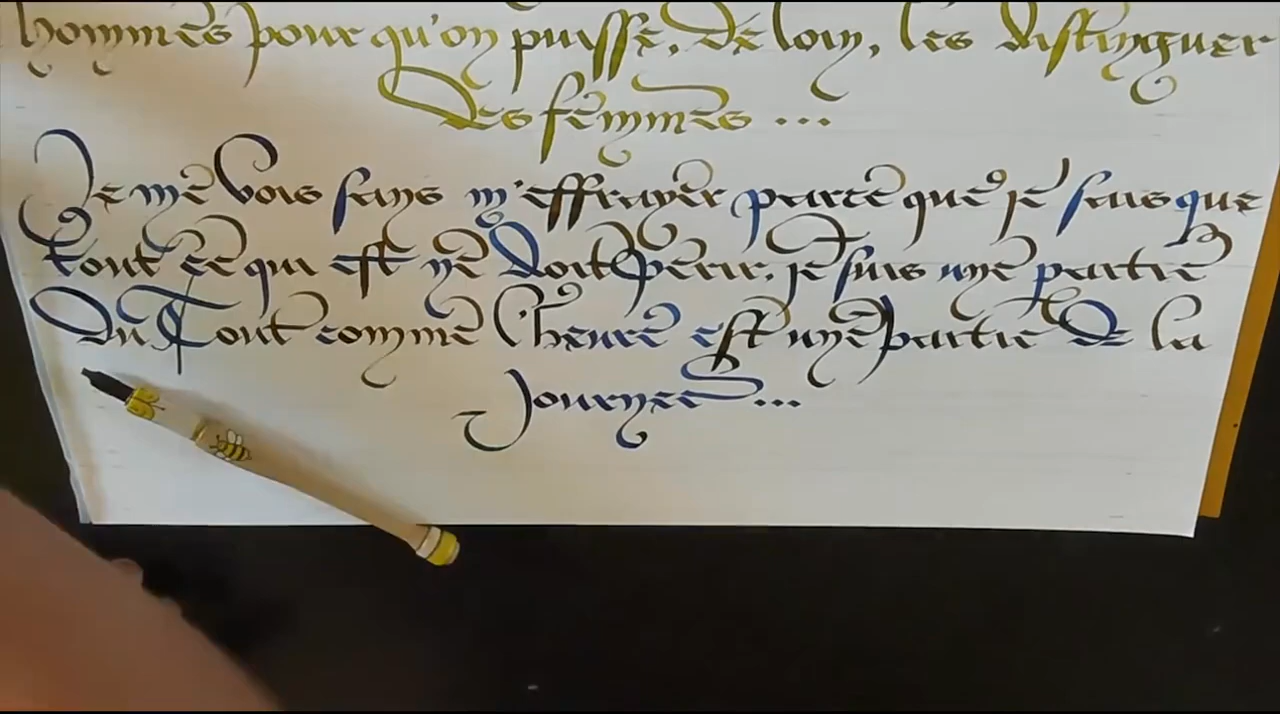 hommes pour qu'on puisse, de loin, les distinguer
des femmes ...
Je me vois sans m'effrayer parce que je sais que
tout ce qui est né doit périr, je suis une partie
du Tout comme l'heure est une partie de la
Journée ...